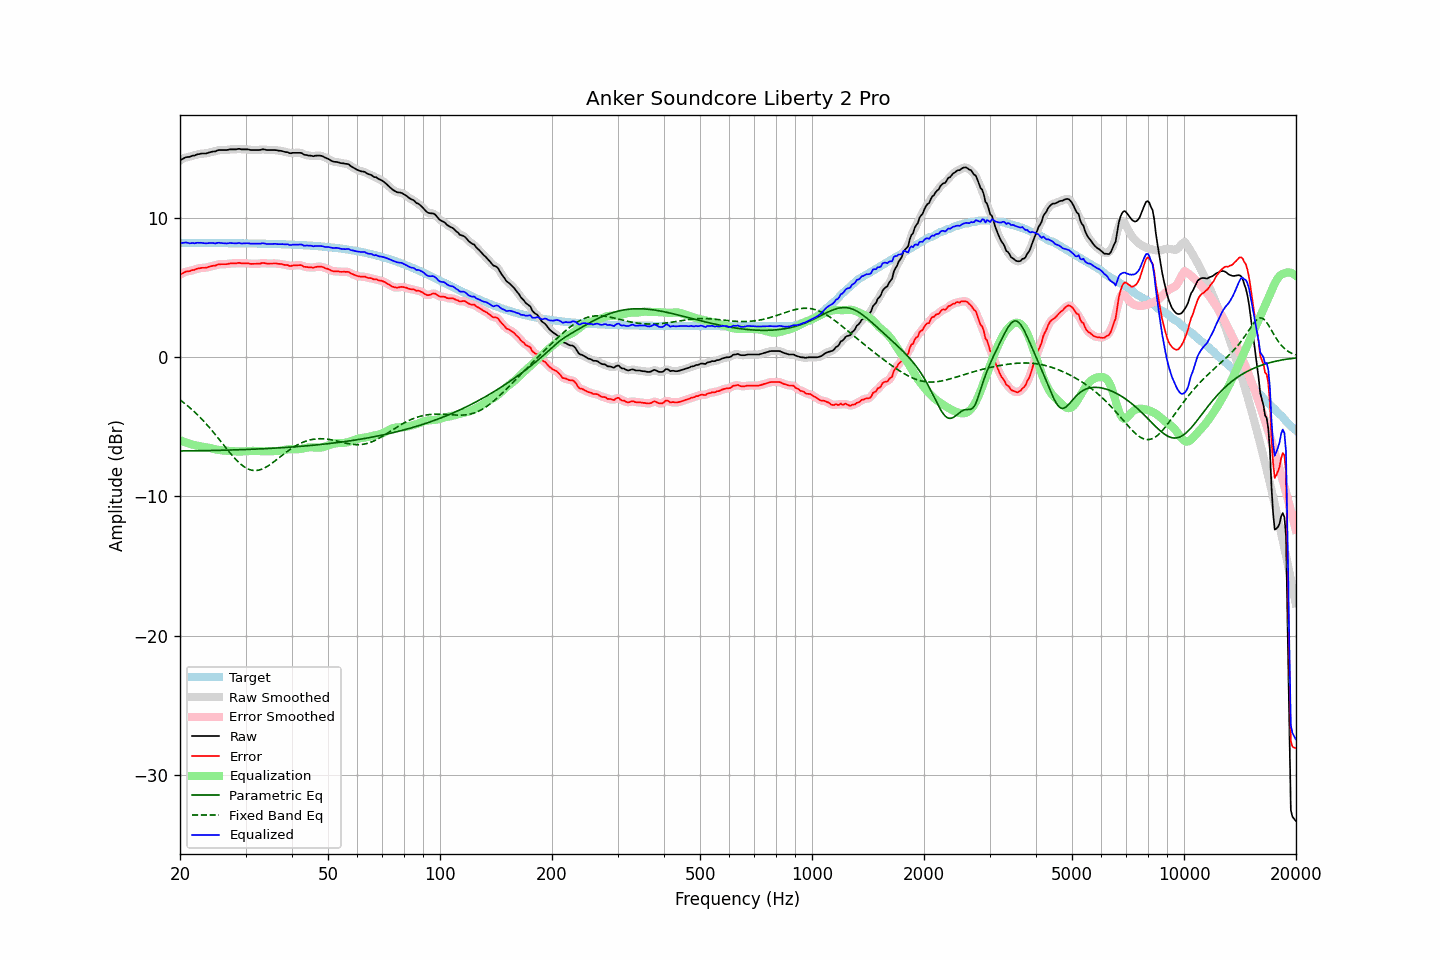 Anker Soundcore Liberty 2 Pro
Amplitude (dBr)
10
0
−10
−20
−30
Target
Raw Smoothed
Error Smoothed
Raw
Error
Equalization
Parametric Eq
Fixed Band Eq
Equalized
20
50
100
200
500
1000
2000
5000
10000
20000
Frequency (Hz)